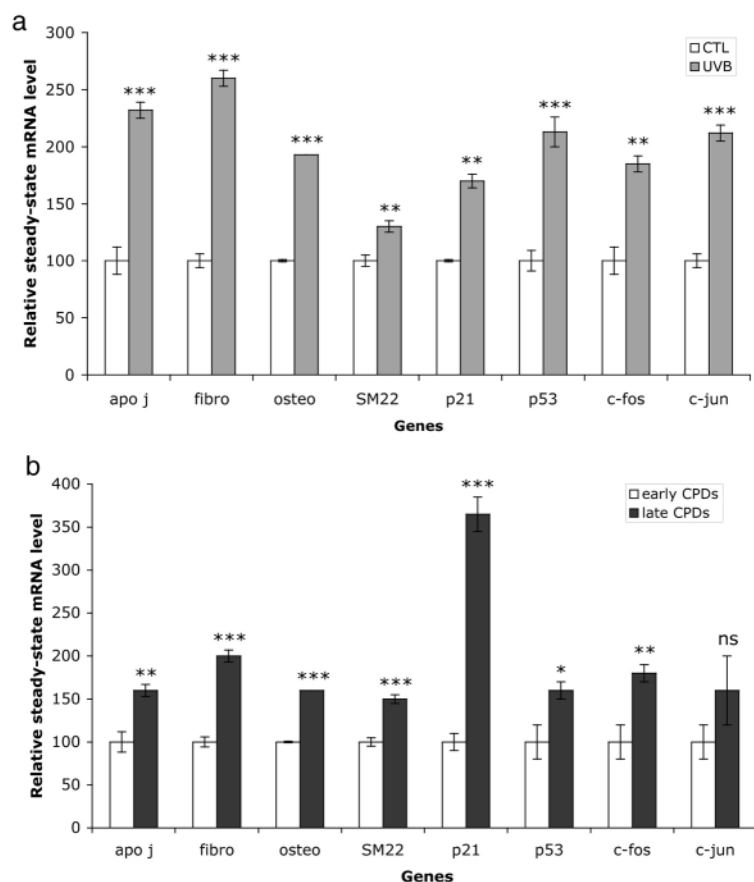 a
300
250
200
150
100
50
0
Relative steady-state mRNA level
CTL
UVB
***
***
***
**
**
***
**
***
apo j fibro osteo SM22 p21 p53 c-fos c-jun
Genes
b
400
350
300
250
200
150
100
50
0
Relative steady-state mRNA level
early CPDs
late CPDs
**
***
***
***
***
*
**
ns
apo j fibro osteo SM22 p21 p53 c-fos c-jun
Genes